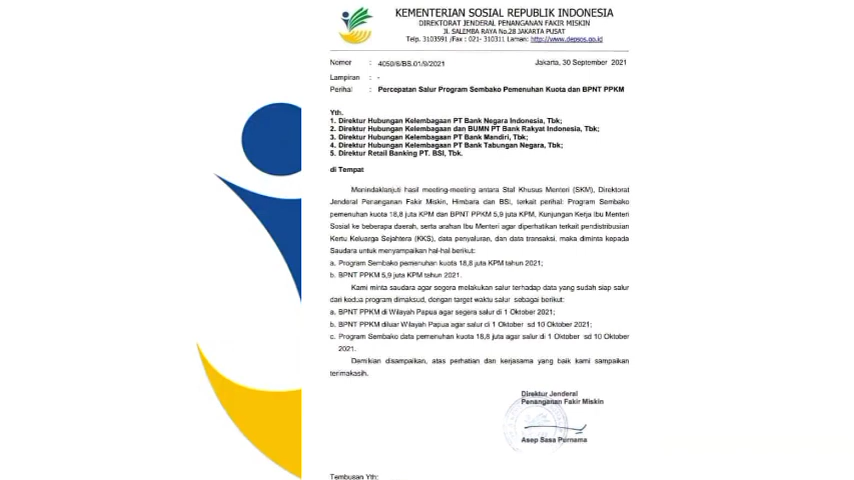 KEMENTERIAN SOSIAL REPUBLIK INDONESIA
DIREKTORAT JENDERAL PENANGANAN FAKIR MISKIN
JL. SALEMBA RAYA No.28 JAKARTA PUSAT
Telp. 3103591 /Fax : 021- 310311 Laman: http://www.depsos.go.id
Nomor : 4050/6/BS.01/9/2021 Jakarta, 30 September 2021
Lampiran : -
Perihal : Percepatan Salur Program Sembako Pemenuhan Kuota dan BPNT PPKM
Yth.
1. Direktur Hubungan Kelembagaan PT Bank Negara Indonesia, Tbk;
2. Direktur Hubungan Kelembagaan dan BUMN PT Bank Rakyat Indonesia, Tbk;
3. Direktur Hubungan Kelembagaan PT Bank Mandiri, Tbk;
4. Direktur Hubungan Kelembagaan PT Bank Tabungan Negara, Tbk;
5. Direktur Retail Banking PT. BSI, Tbk.
di Tempat
Menindaklanjuti hasil meeting-meeting antara Staf Khusus Menteri (SKM), Direktorat
Jenderal Penanganan Fakir Miskin, Himbara dan BSI, terkait perihal: Program Sembako
pemenuhan kuota 18,8 juta KPM dan BPNT PPKM 5,9 juta KPM, Kunjungan Kerja Ibu Menteri
Sosial ke beberapa daerah, serta arahan Ibu Menteri agar diperhatikan terkait pendistribusian
Kartu Keluarga Sejahtera (KKS), data penyaluran, dan data transaksi, maka diminta kepada
Saudara untuk menyampaikan hal-hal berikut:
a. Program Sembako pemenuhan kuota 18,8 juta KPM tahun 2021;
b. BPNT PPKM 5,9 juta KPM tahun 2021.
Kami minta saudara agar segera melakukan salur terhadap data yang sudah siap salur
dari kedua program dimaksud, dengan target waktu salur sebagai berikut:
a. BPNT PPKM di Wilayah Papua agar segera salur di 1 Oktober 2021;
b. BPNT PPKM diluar Wilayah Papua agar salur di 1 Oktober sd 10 Oktober 2021;
c. Program Sembako data pemenuhan kuota 18,8 juta agar salur di 1 Oktober sd 10 Oktober
2021.
Demikian disampaikan, atas perhatian dan kerjasama yang baik kami sampaikan
terimakasih.
Direktur Jenderal
Penanganan Fakir Miskin
Asep Sasa Purnama
Tembusan Yth: